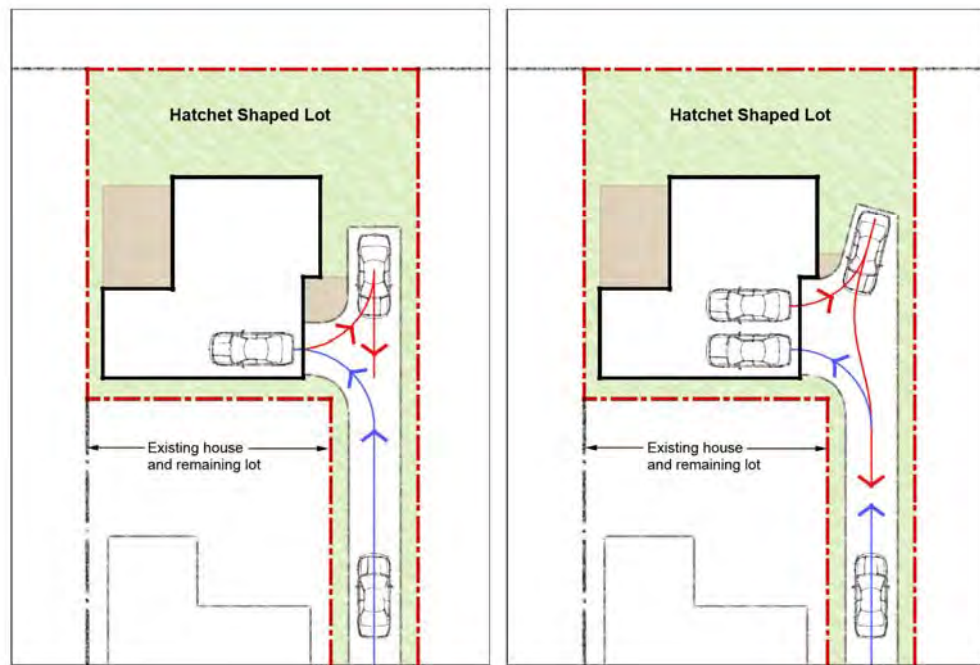 Hatchet Shaped Lot
Existing house
and remaining lot
Hatchet Shaped Lot
Existing house
and remaining lot